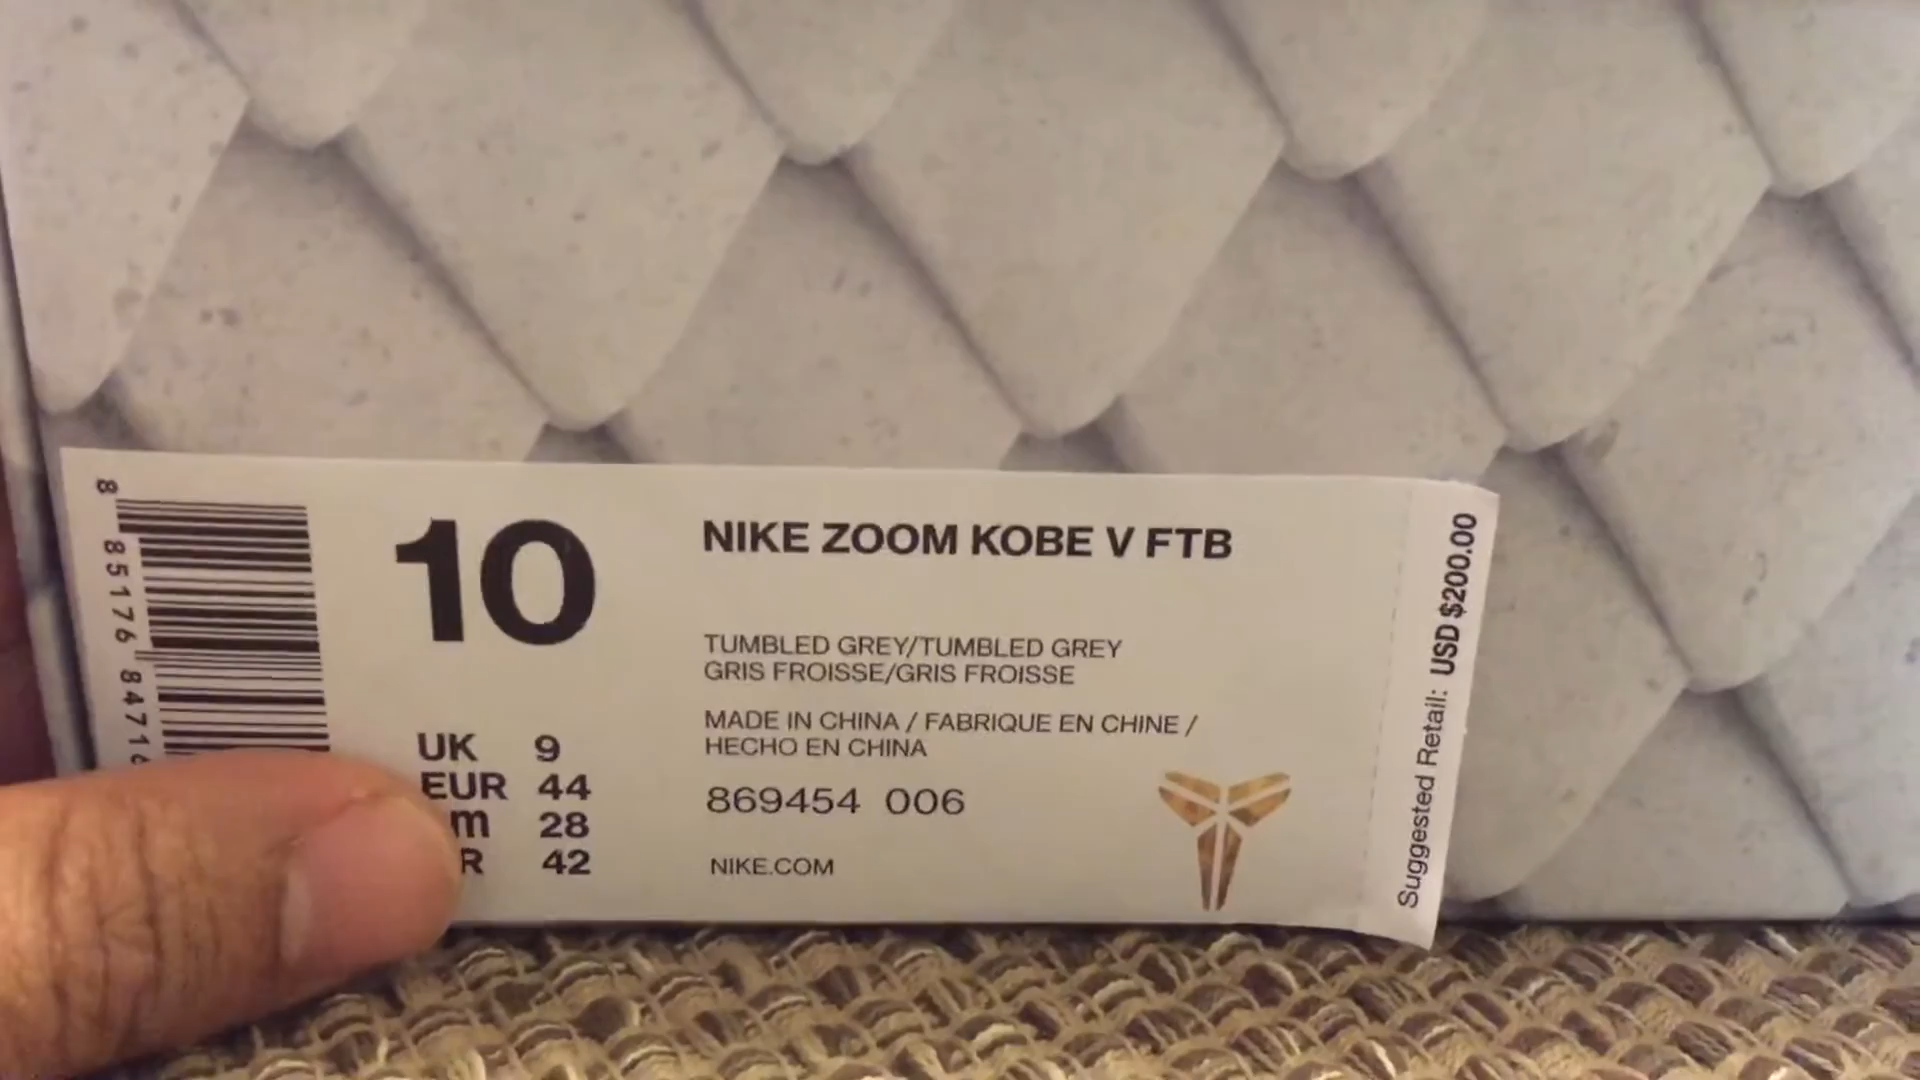 8 85176 8471
10
UK 9
EUR 44
m 28
R 42
NIKE ZOOM KOBE V FTB
TUMBLED GREY/TUMBLED GREY
GRIS FROISSE/GRIS FROISSE
MADE IN CHINA / FABRIQUE EN CHINE /
HECHO EN CHINA
869454 006
NIKE.COM
Suggested Retail: USD $200.00